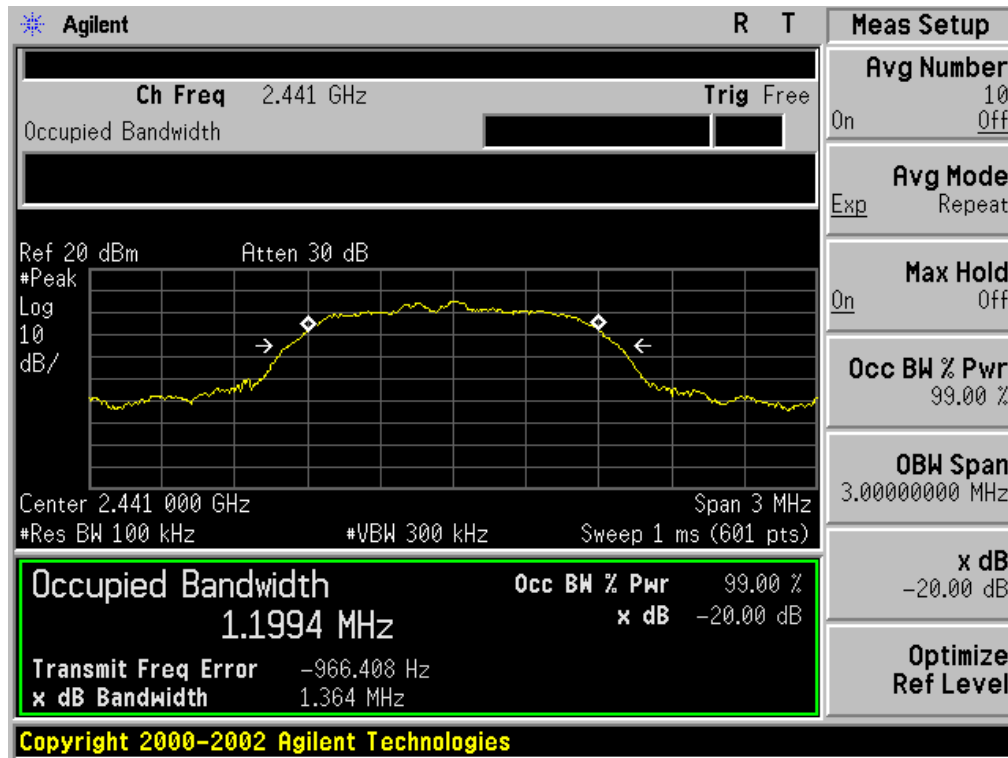 Agilent R T
Ch Freq 2.441 GHz Trig Free
Occupied Bandwidth
Ref 20 dBm Atten 30 dB
#Peak
Log
10
dB/
Center 2.441 000 GHz Span 3 MHz
#Res BW 100 kHz #VBW 300 kHz Sweep 1 ms (601 pts)
Occupied Bandwidth Occ BW % Pwr 99.00 %
1.1994 MHz x dB -20.00 dB
Transmit Freq Error -966.408 Hz
x dB Bandwidth 1.364 MHz
Copyright 2000-2002 Agilent Technologies
Meas Setup
Avg Number
10
On Off
Avg Mode
Exp Repeat
Max Hold
On Off
Occ BW % Pwr
99.00 %
OBW Span
3.00000000 MHz
x dB
-20.00 dB
Optimize
Ref Level